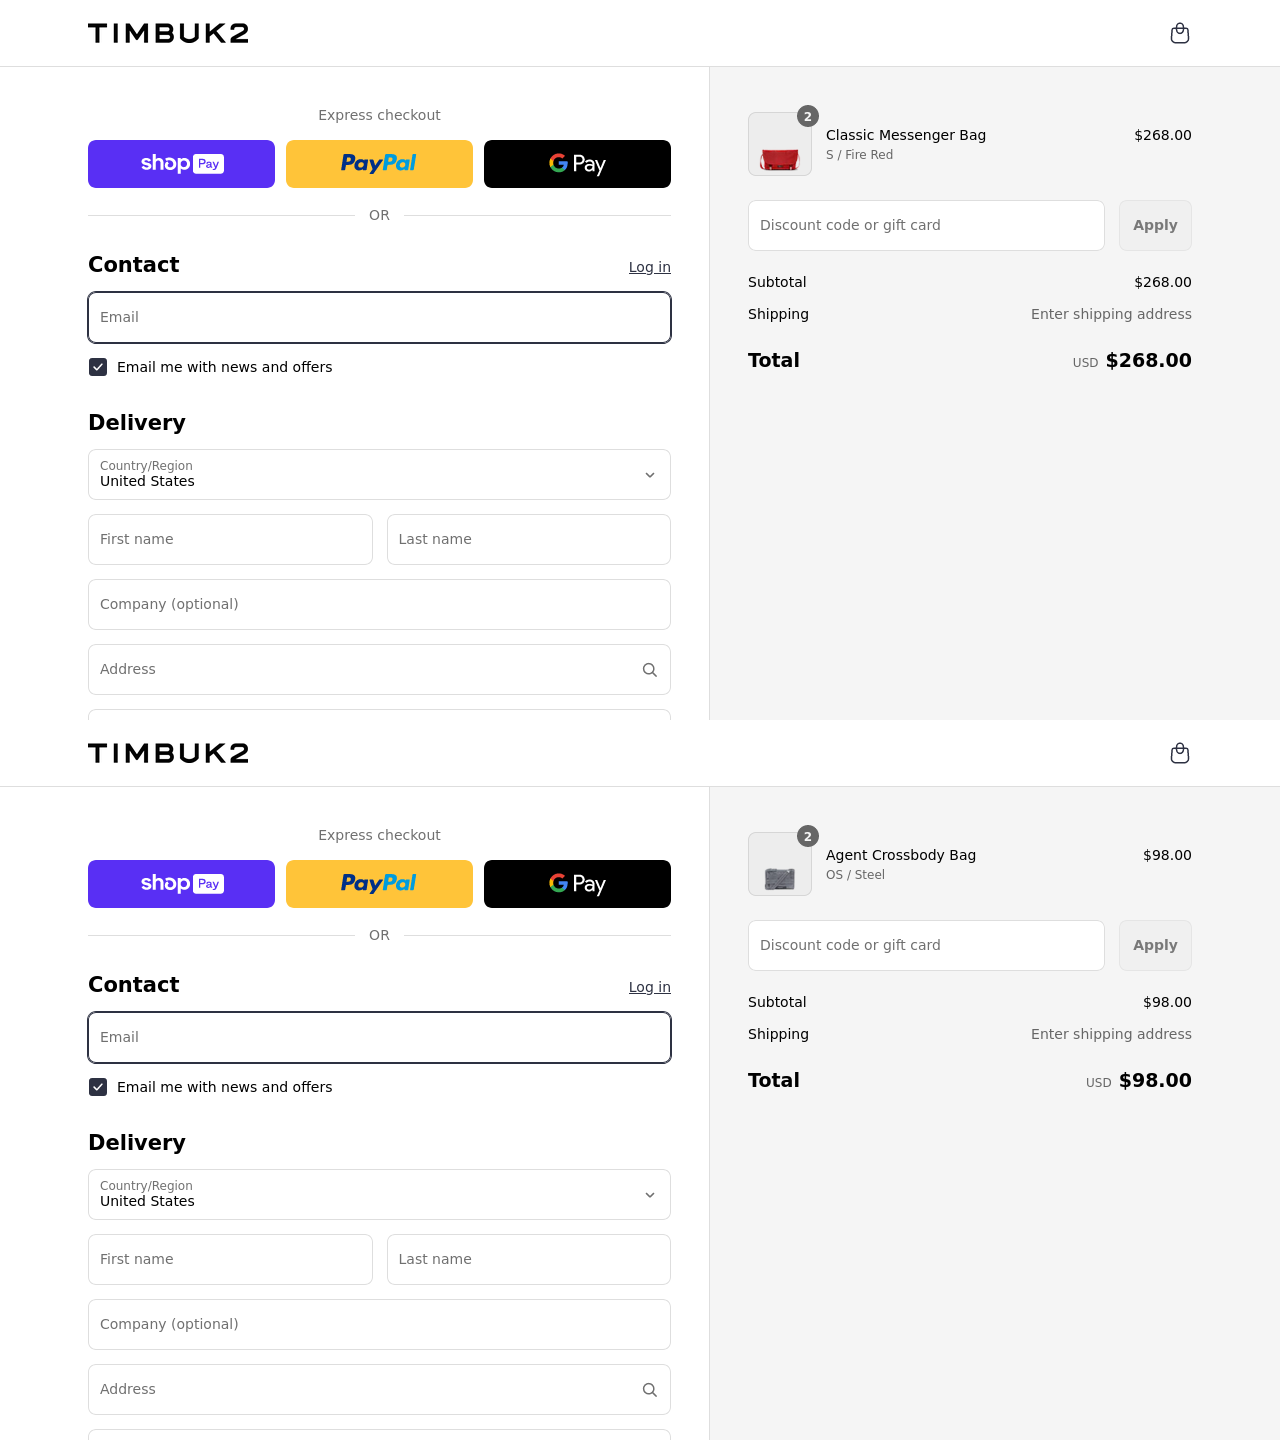 TIMBUK2
Express checkout
shop Pay
PayPal
G Pay
OR
Contact
Log in
Email
Email me with news and offers
Delivery
Country/Region
United States
First name
Last name
Company (optional)
Address
2
Classic Messenger Bag
$268.00
S / Fire Red
Discount code or gift card
Apply
Subtotal
$268.00
Shipping
Enter shipping address
Total
USD $268.00
TIMBUK2
Express checkout
shop Pay
PayPal
G Pay
OR
Contact
Log in
Email
Email me with news and offers
Delivery
Country/Region
United States
First name
Last name
Company (optional)
Address
2
Agent Crossbody Bag
$98.00
OS / Steel
Discount code or gift card
Apply
Subtotal
$98.00
Shipping
Enter shipping address
Total
USD $98.00